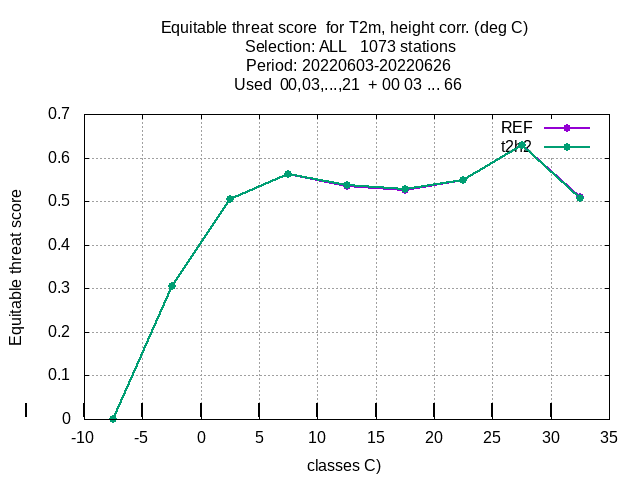 Equitable threat score for T2m, height corr. (deg C)
Selection: ALL 1073 stations
Period: 20220603-20220626
Used 00,03,...,21 + 00 03 ... 66
REF
t2h2
Equitable threat score
0.7
0.6
0.5
0.4
0.3
0.2
0.1
0
-10 -5 0 5 10 15 20 25 30 35
classes C)